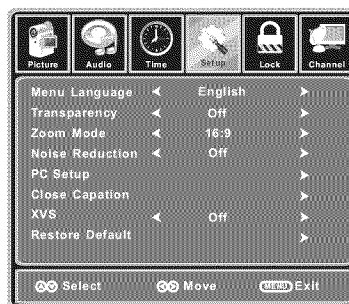 Picture Audio Time Setup Lock Channel
Menu Language English
Transparency Off
Zoom Mode 16:9
Noise Reduction Off
PC Setup
Close Capation
XVS Off
Restore Default
Select Move MENU Exit